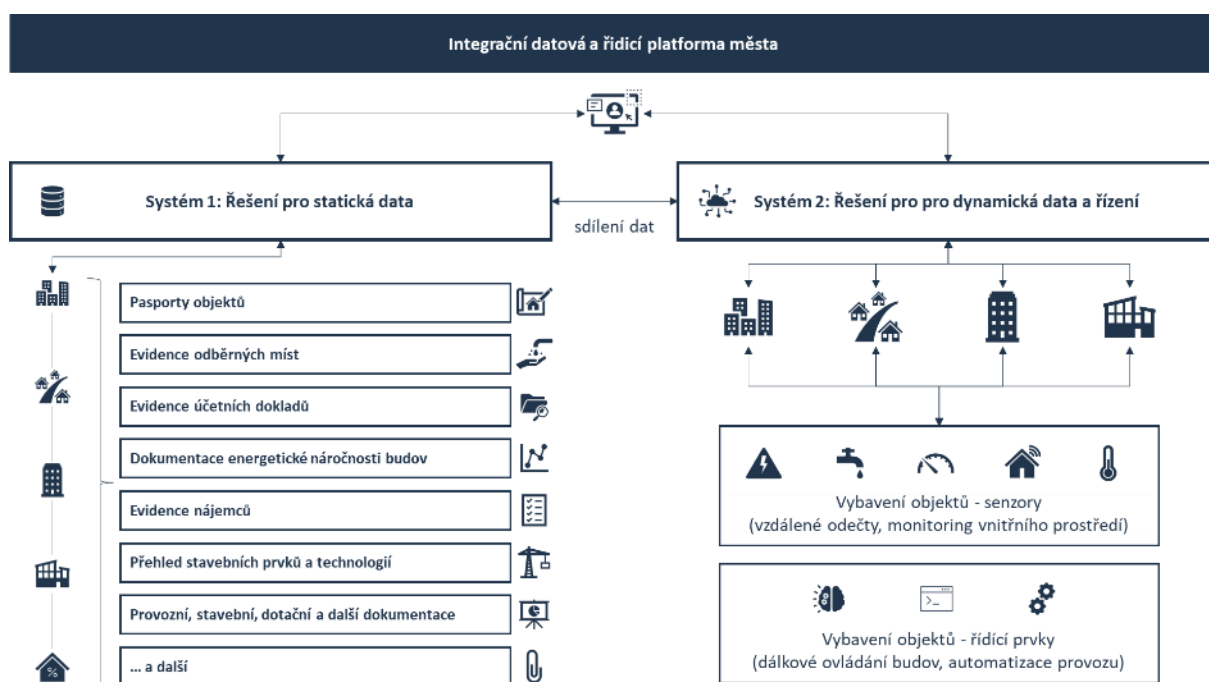 Integrační datová a řidicí platforma města
Systém 1: Řešení pro statická data
sdílení dat
Systém 2: Řešení pro pro dynamická data a řízení
Pasporty objektů
Evidence odběrných míst
Evidence účetních dokladů
Dokumentace energetické náročnosti budov
Evidence nájemců
Přehled stavebních prvků a technologií
Provozní, stavební, dotační a další dokumentace
... a další
%
Vybavení objektů - senzory
(vzdálené odečty, monitoring vnitřního prostředí)
>_
Vybavení objektů - řídící prvky
(dálkové ovládání budov, automatizace provozu)